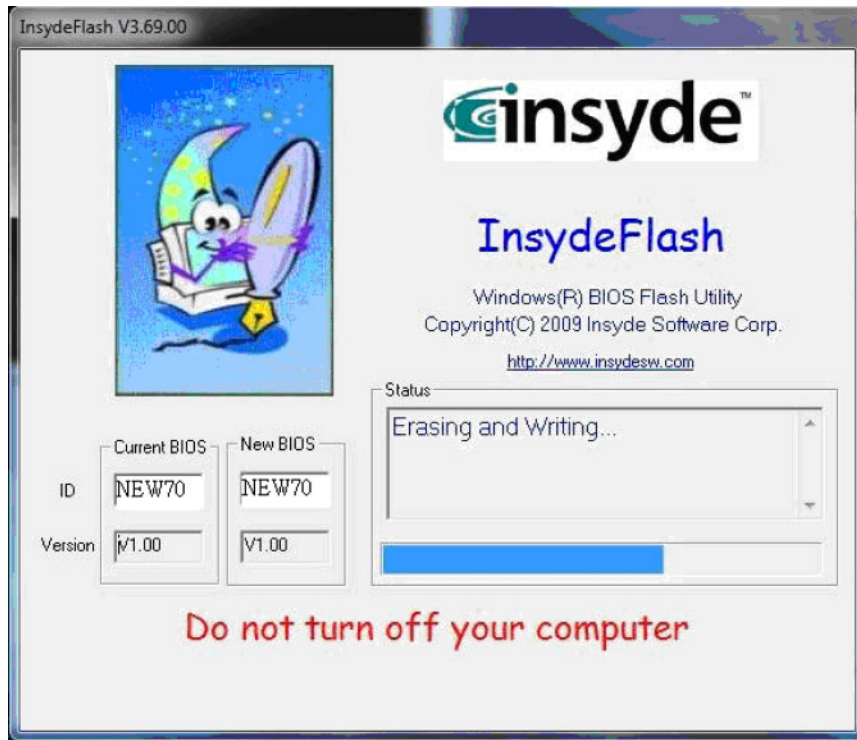 InsydeFlash V3.69.00
insyde™
InsydeFlash
Windows(R) BIOS Flash Utility
Copyright(C) 2009 Insyde Software Corp.
http://www.insydesw.com
Status
Erasing and Writing...
Current BIOS
New BIOS
ID
NEW70
NEW70
Version
V1.00
V1.00
Do not turn off your computer